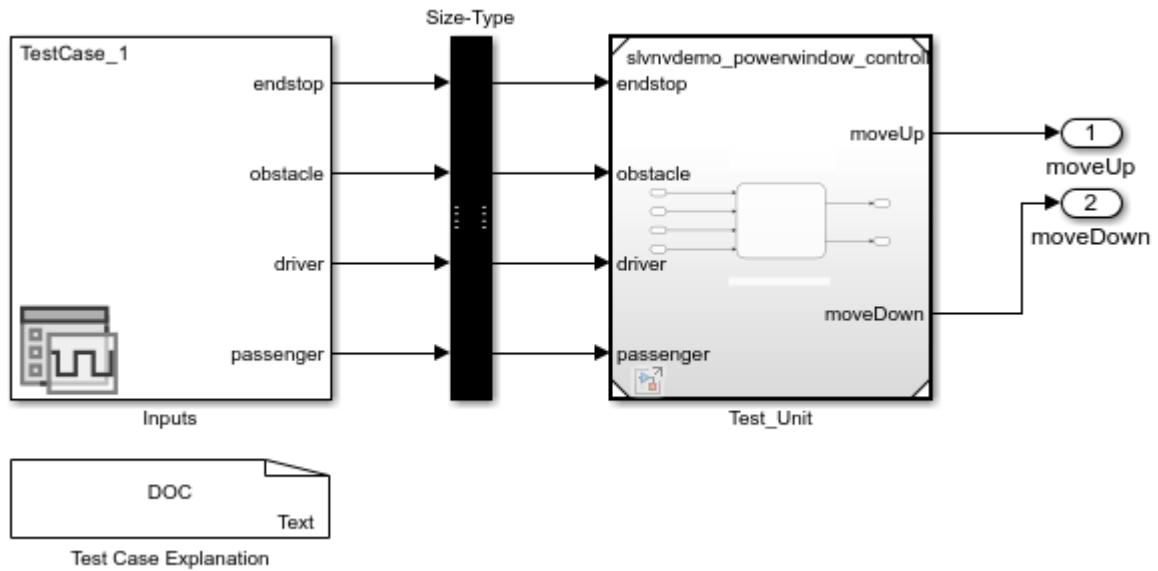 Size-Type
TestCase_1
slvnvdemo_powerwindow_controll
endstop
endstop
moveUp
1
moveUp
obstacle
obstacle
2
moveDown
driver
driver
moveDown
passenger
passenger
Inputs
Test_Unit
DOC
Text
Test Case Explanation